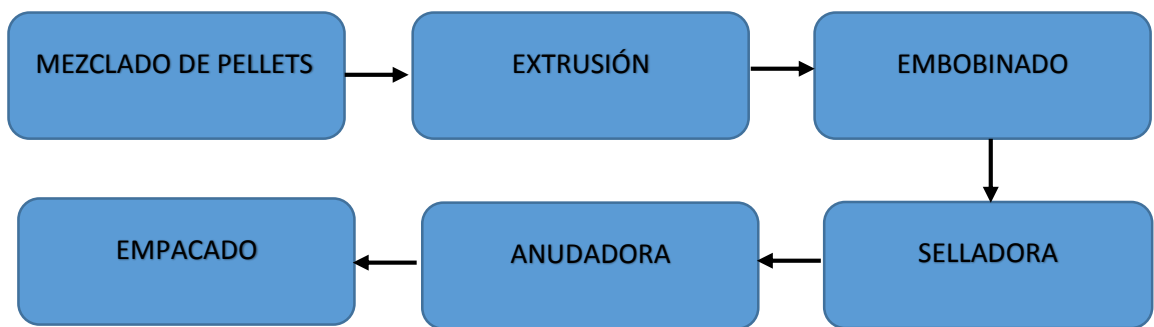 MEZCLADO DE PELLETS
EXTRUSIÓN
EMBOBINADO
SELLADORA
ANUDADORA
EMPACADO